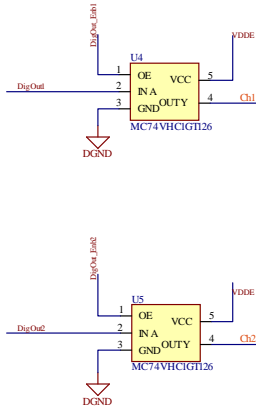 DigOut_Enb1
U4
VDDE
1 OE VCC 5
DigOut1 2 IN A
3 GND OUTY 4 Ch1
MC74VHC1GT126
DGND
DigOut_Enb2
U5
VDDE
1 OE VCC 5
DigOut2 2 IN A
3 GND OUTY 4 Ch2
MC74VHC1GT126
DGND